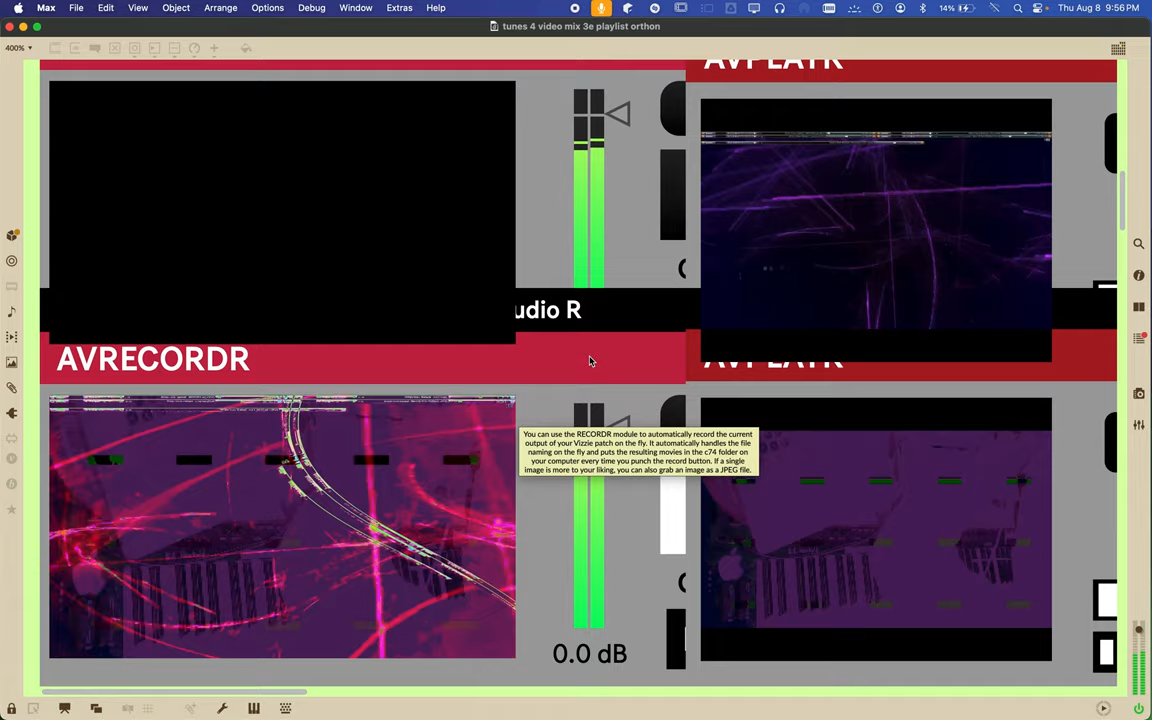 Max File Edit View Object Arrange Options Debug Window Extras Help
14% Thu Aug 8 9:56 PM
tunes 4 video mix 3e playlist orthon
400%
AVPLAYR
udio R
AVRECORDR
AVPLAYR
You can use the RECORDR module to automatically record the current
output of your Vizzie patch on the fly. It automatically handles the file
naming on the fly and puts the resulting movies in the c74 folder on
your computer every time you punch the record button. If a single
image is more to your liking, you can also grab an image as a JPEG file.
0.0 dB